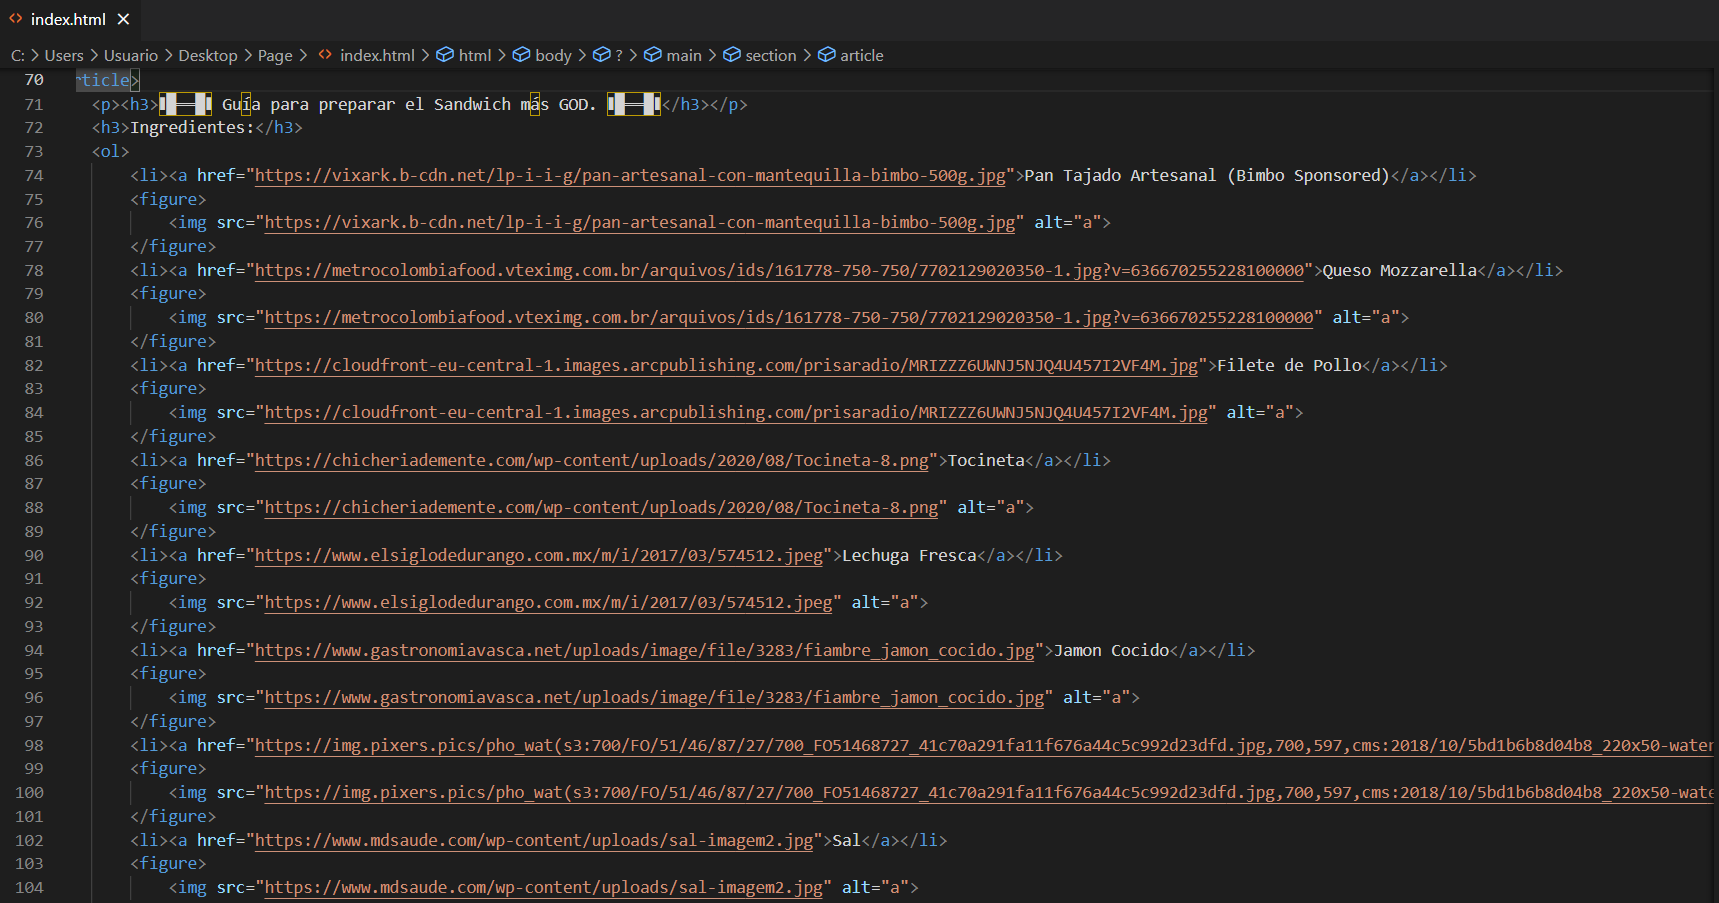 index.html
C: > Users > Usuario > Desktop > Page > index.html > html > body > ? > main > section > article
70 rticle>
71 <p><h3>▮█══█▮ Guía para preparar el Sandwich más GOD. ▮█══█▮</h3></p>
72 <h3>Ingredientes:</h3>
73 <ol>
74 <li><a href="https://vixark.b-cdn.net/lp-i-i-g/pan-artesanal-con-mantequilla-bimbo-500g.jpg">Pan Tajado Artesanal (Bimbo Sponsored)</a></li>
75 <figure>
76 <img src="https://vixark.b-cdn.net/lp-i-i-g/pan-artesanal-con-mantequilla-bimbo-500g.jpg" alt="a">
77 </figure>
78 <li><a href="https://metrocolombiafood.vteximg.com.br/arquivos/ids/161778-750-750/7702129020350-1.jpg?v=636670255228100000">Queso Mozzarella</a></li>
79 <figure>
80 <img src="https://metrocolombiafood.vteximg.com.br/arquivos/ids/161778-750-750/7702129020350-1.jpg?v=636670255228100000" alt="a">
81 </figure>
82 <li><a href="https://cloudfront-eu-central-1.images.arcpublishing.com/prisaradio/MRIZZZ6UWNJ5NJQ4U457I2VF4M.jpg">Filete de Pollo</a></li>
83 <figure>
84 <img src="https://cloudfront-eu-central-1.images.arcpublishing.com/prisaradio/MRIZZZ6UWNJ5NJQ4U457I2VF4M.jpg" alt="a">
85 </figure>
86 <li><a href="https://chicheriademente.com/wp-content/uploads/2020/08/Tocineta-8.png">Tocineta</a></li>
87 <figure>
88 <img src="https://chicheriademente.com/wp-content/uploads/2020/08/Tocineta-8.png" alt="a">
89 </figure>
90 <li><a href="https://www.elsiglodedurango.com.mx/m/i/2017/03/574512.jpeg">Lechuga Fresca</a></li>
91 <figure>
92 <img src="https://www.elsiglodedurango.com.mx/m/i/2017/03/574512.jpeg" alt="a">
93 </figure>
94 <li><a href="https://www.gastronomiavasca.net/uploads/image/file/3283/fiambre_jamon_cocido.jpg">Jamon Cocido</a></li>
95 <figure>
96 <img src="https://www.gastronomiavasca.net/uploads/image/file/3283/fiambre_jamon_cocido.jpg" alt="a">
97 </figure>
98 <li><a href="https://img.pixers.pics/pho_wat(s3:700/FO/51/46/87/27/700_FO51468727_41c70a291fa11f676a44c5c992d23dfd.jpg,700,597,cms:2018/10/5bd1b6b8d04b8_220x50-water
99 <figure>
100 <img src="https://img.pixers.pics/pho_wat(s3:700/FO/51/46/87/27/700_FO51468727_41c70a291fa11f676a44c5c992d23dfd.jpg,700,597,cms:2018/10/5bd1b6b8d04b8_220x50-wate
101 </figure>
102 <li><a href="https://www.mdsaude.com/wp-content/uploads/sal-imagem2.jpg">Sal</a></li>
103 <figure>
104 <img src="https://www.mdsaude.com/wp-content/uploads/sal-imagem2.jpg" alt="a">